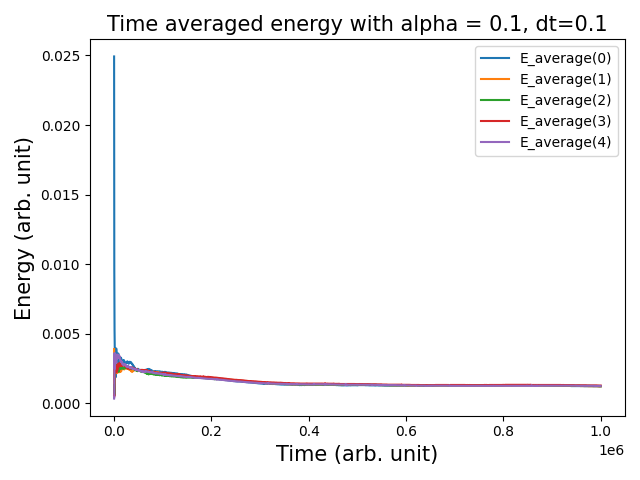 Time averaged energy with alpha = 0.1, dt=0.1
E_average(0)
E_average(1)
E_average(2)
E_average(3)
E_average(4)
Energy (arb. unit)
0.025
0.020
0.015
0.010
0.005
0.000
0.0 0.2 0.4 0.6 0.8 1.0
1e6
Time (arb. unit)